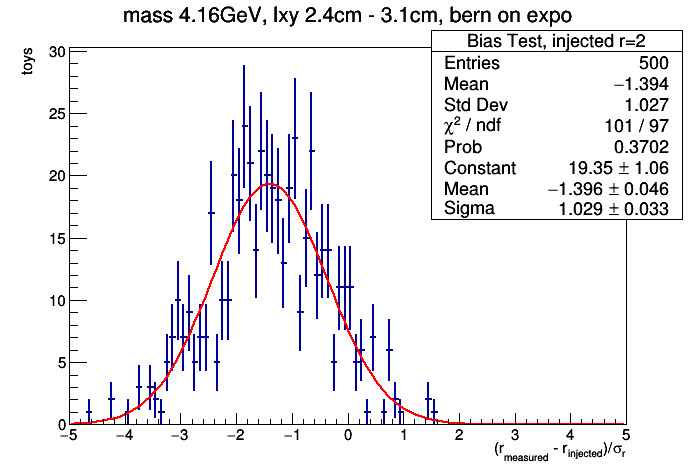 mass 4.16GeV, lxy 2.4cm - 3.1cm, bern on expo
Bias Test, injected r=2
Entries 500
Mean −1.394
Std Dev 1.027
χ² / ndf 101 / 97
Prob 0.3702
Constant 19.35 ± 1.06
Mean −1.396 ± 0.046
Sigma 1.029 ± 0.033
toys
30
25
20
15
10
5
0
−5 −4 −3 −2 −1 0 1 2 3 4 5
(r_measured - r_injected)/σ_r